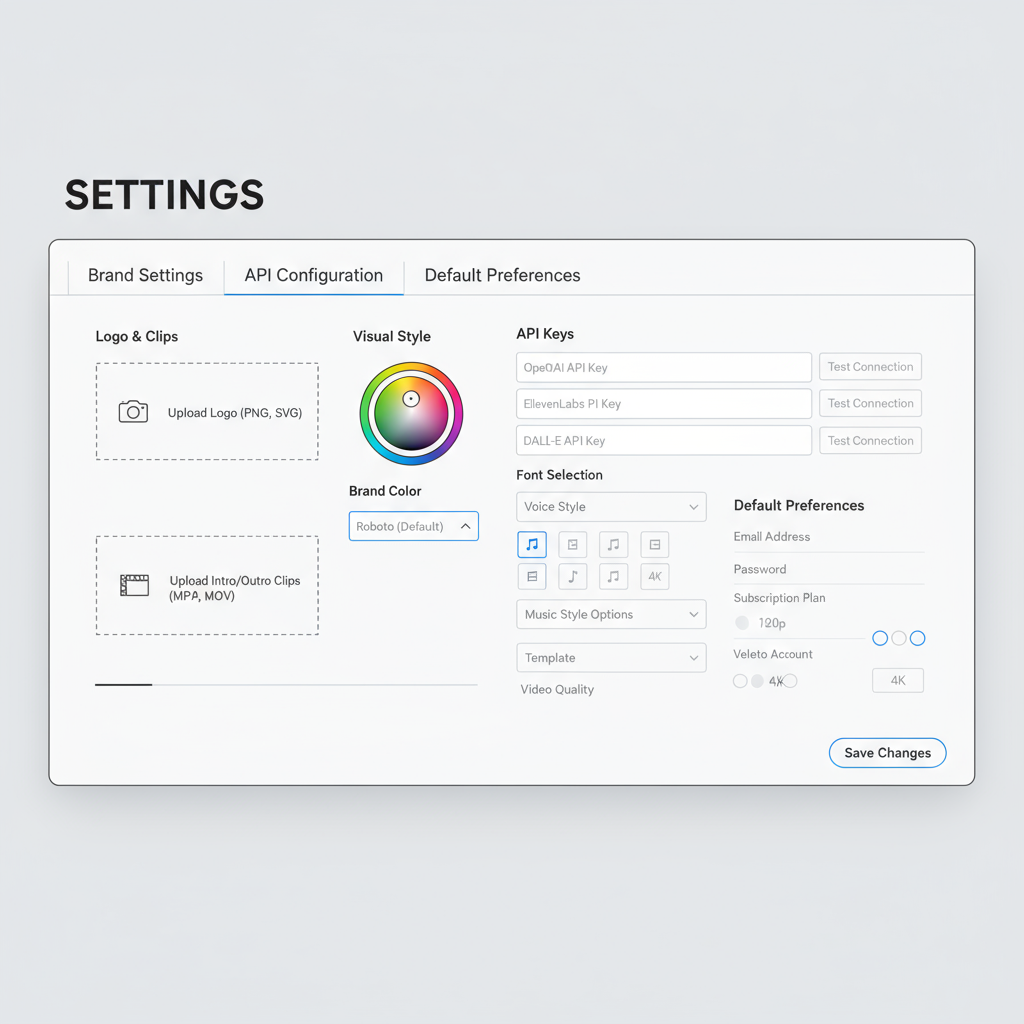 SETTINGS
Brand Settings
API Configuration
Default Preferences
Logo & Clips
Upload Logo (PNG, SVG)
Upload Intro/Outro Clips
(MPA, MOV)
Visual Style
Brand Color
Roboto (Default)
API Keys
OpeOAI API Key
Test Connection
EllevenLabs PI Key
Test Connection
DALL-E API Key
Test Connection
Font Selection
Voice Style
4K
Music Style Options
Template
Video Quality
Default Preferences
Email Address
Password
Subscription Plan
120p
Veleto Account
4K
Save Changes